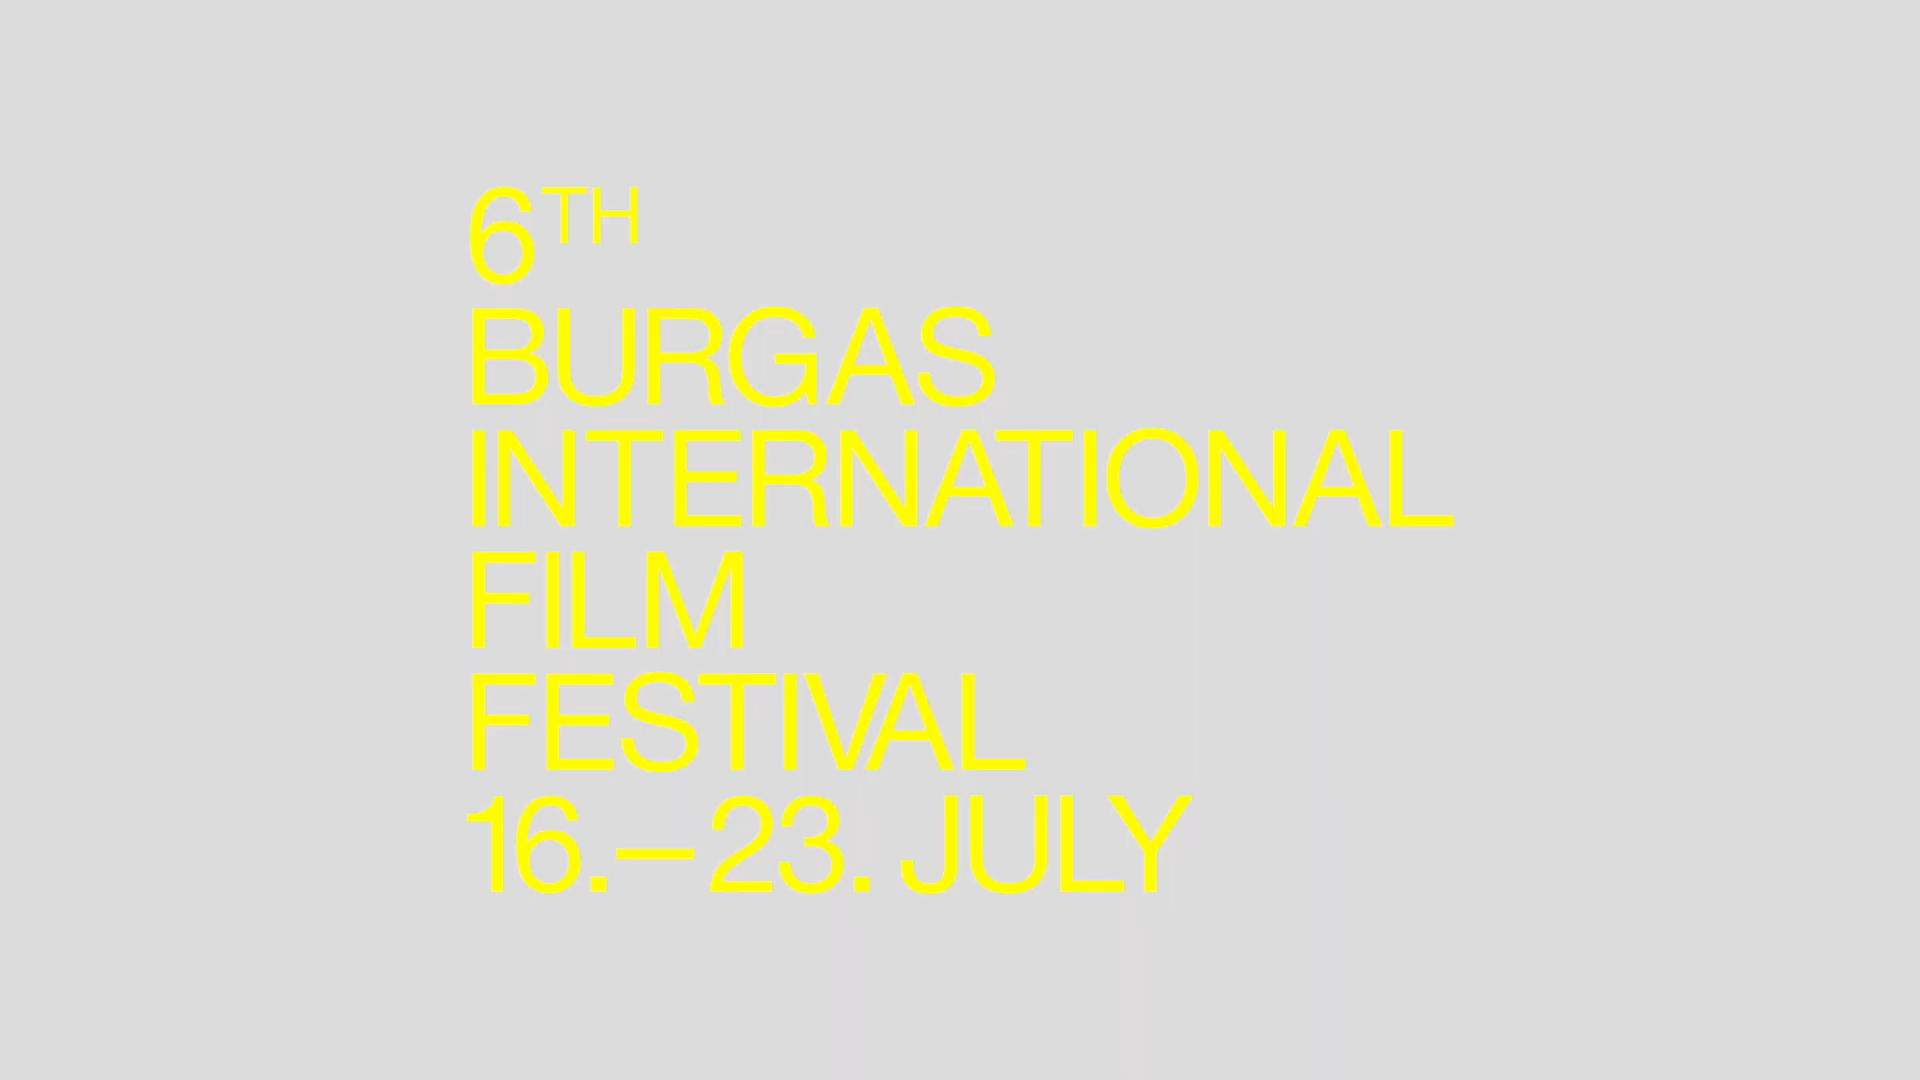 6TH
BURGAS
INTERNATIONAL
FILM
FESTIVAL
16.–23. JULY